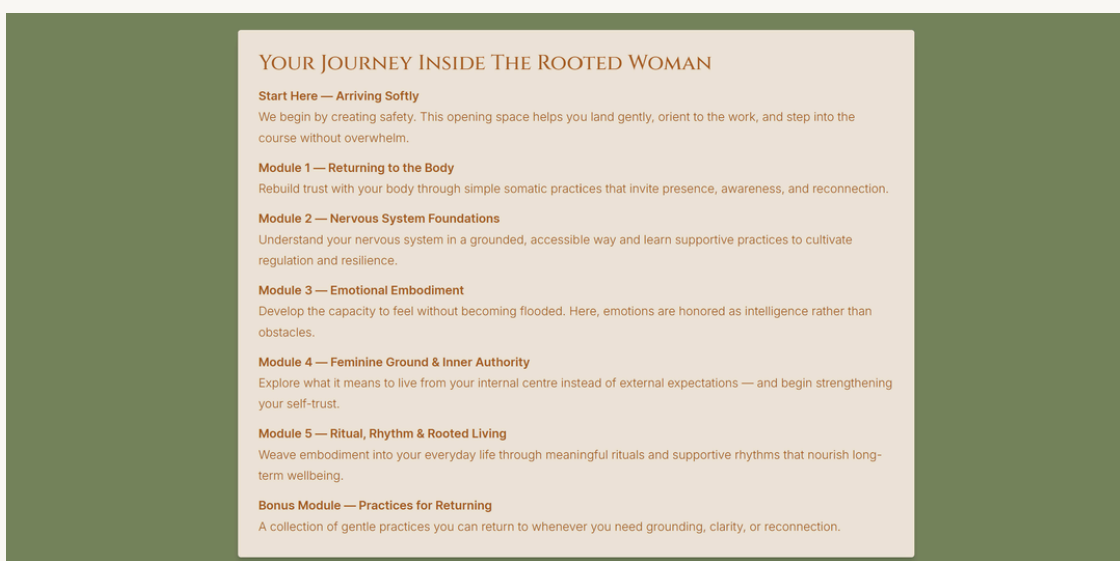 Your Journey Inside The Rooted Woman
Start Here — Arriving Softly
We begin by creating safety. This opening space helps you land gently, orient to the work, and step into the
course without overwhelm.
Module 1 — Returning to the Body
Rebuild trust with your body through simple somatic practices that invite presence, awareness, and reconnection.
Module 2 — Nervous System Foundations
Understand your nervous system in a grounded, accessible way and learn supportive practices to cultivate
regulation and resilience.
Module 3 — Emotional Embodiment
Develop the capacity to feel without becoming flooded. Here, emotions are honored as intelligence rather than
obstacles.
Module 4 — Feminine Ground & Inner Authority
Explore what it means to live from your internal centre instead of external expectations — and begin strengthening
your self-trust.
Module 5 — Ritual, Rhythm & Rooted Living
Weave embodiment into your everyday life through meaningful rituals and supportive rhythms that nourish long-
term wellbeing.
Bonus Module — Practices for Returning
A collection of gentle practices you can return to whenever you need grounding, clarity, or reconnection.